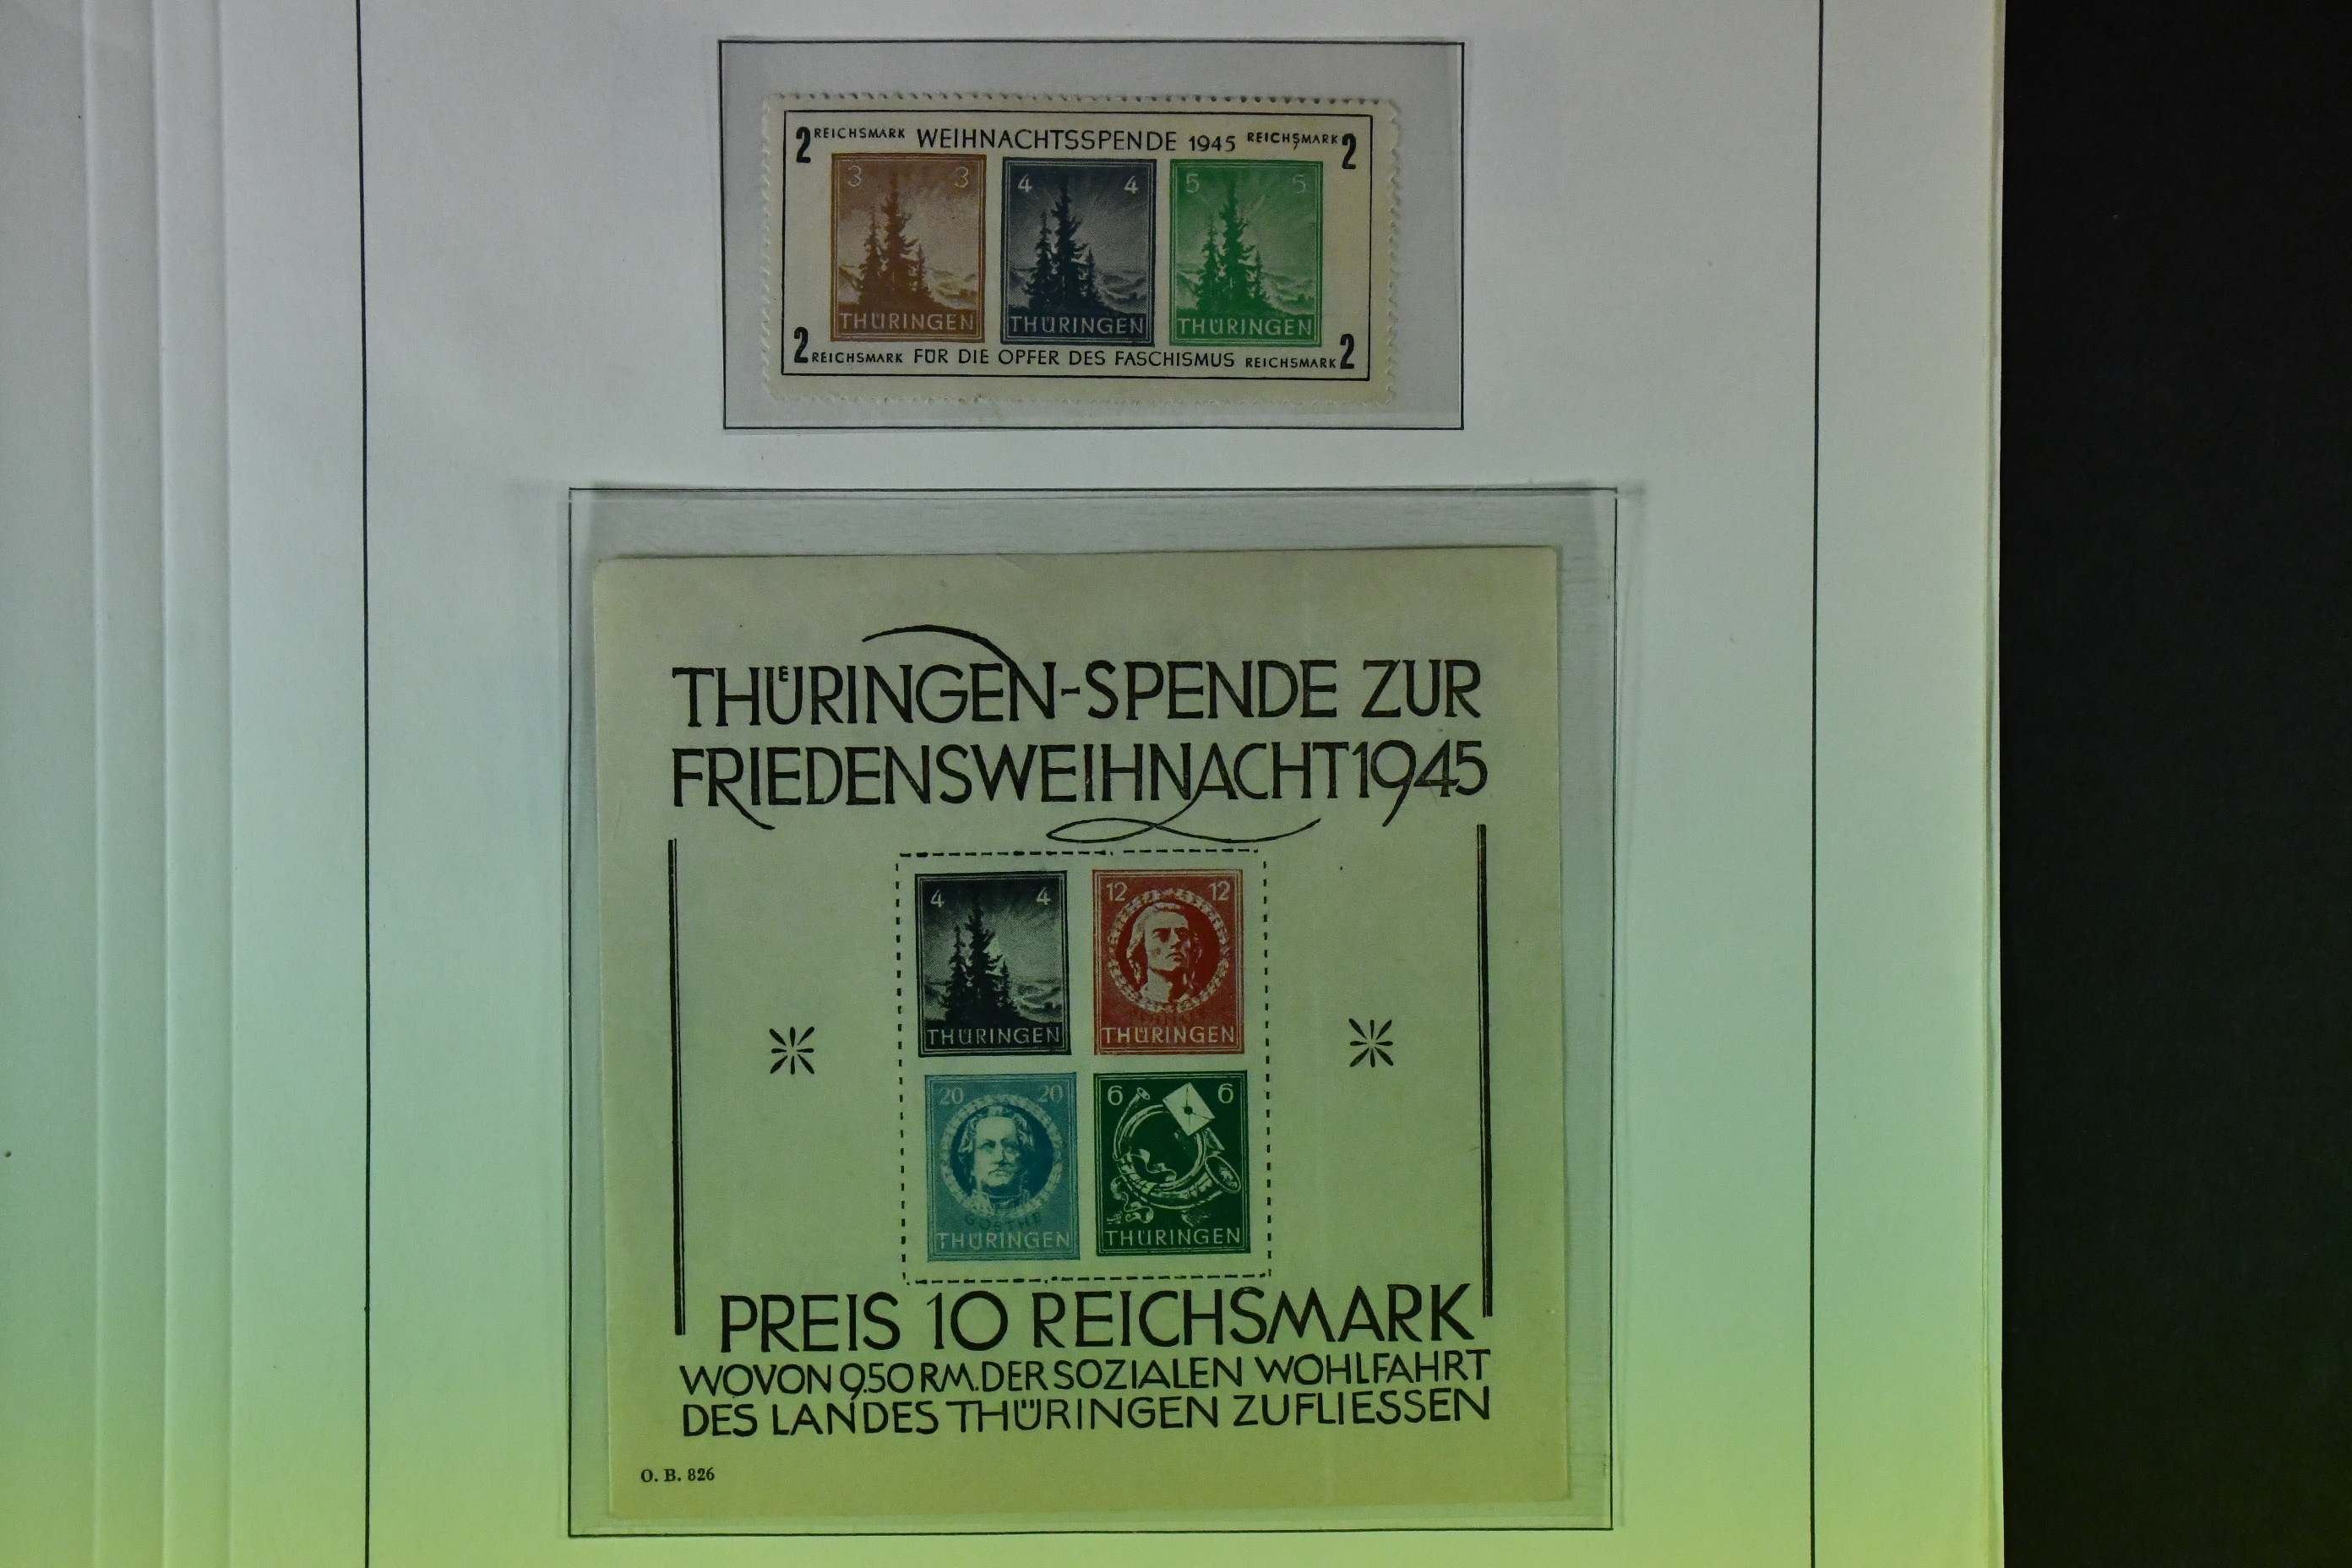 2 REICHSMARK WEIHNACHTSSPENDE 1945 REICHSMARK 2
3 3 4 4 5 5
THÜRINGEN THÜRINGEN THÜRINGEN
2 REICHSMARK FÜR DIE OPFER DES FASCHISMUS REICHSMARK 2
THÜRINGEN-SPENDE ZUR
FRIEDENSWEIHNACHT 1945
4 4 12 12
THÜRINGEN THÜRINGEN
20 20 6 6
GOETHE
THÜRINGEN THÜRINGEN
PREIS 10 REICHSMARK
WOVON 9.50 RM. DER SOZIALEN WOHLFAHRT
DES LANDES THÜRINGEN ZUFLIESSEN
O. B. 826